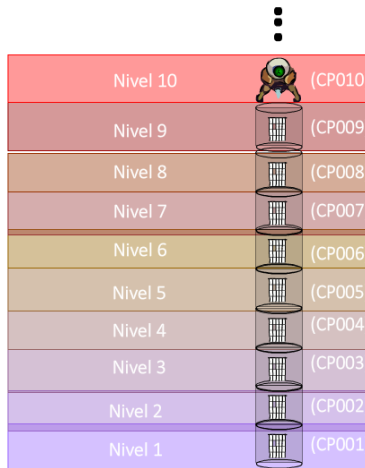 Nivel 10 (CP010
Nivel 9 (CP009
Nivel 8 (CP008
Nivel 7 (CP007
Nivel 6 (CP006
Nivel 5 (CP005
Nivel 4 (CP004
Nivel 3 (CP003
Nivel 2 (CP002
Nivel 1 (CP001